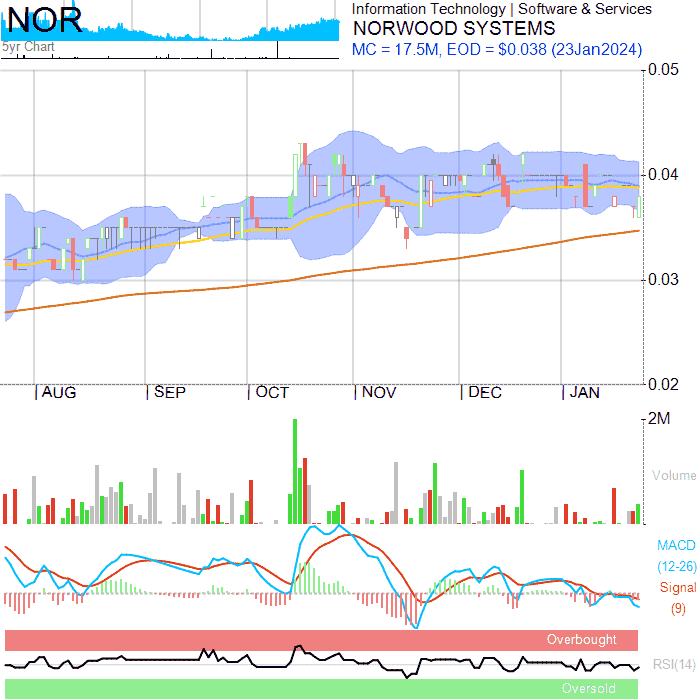 NOR
5yr Chart
Information Technology | Software & Services
NORWOOD SYSTEMS
MC = 17.5M, EOD = $0.038 (23Jan2024)
0.05
0.04
0.03
0.02
AUG SEP OCT NOV DEC JAN
2M
Volume
MACD
(12-26)
Signal
(9)
Overbought
RSI(14)
Oversold